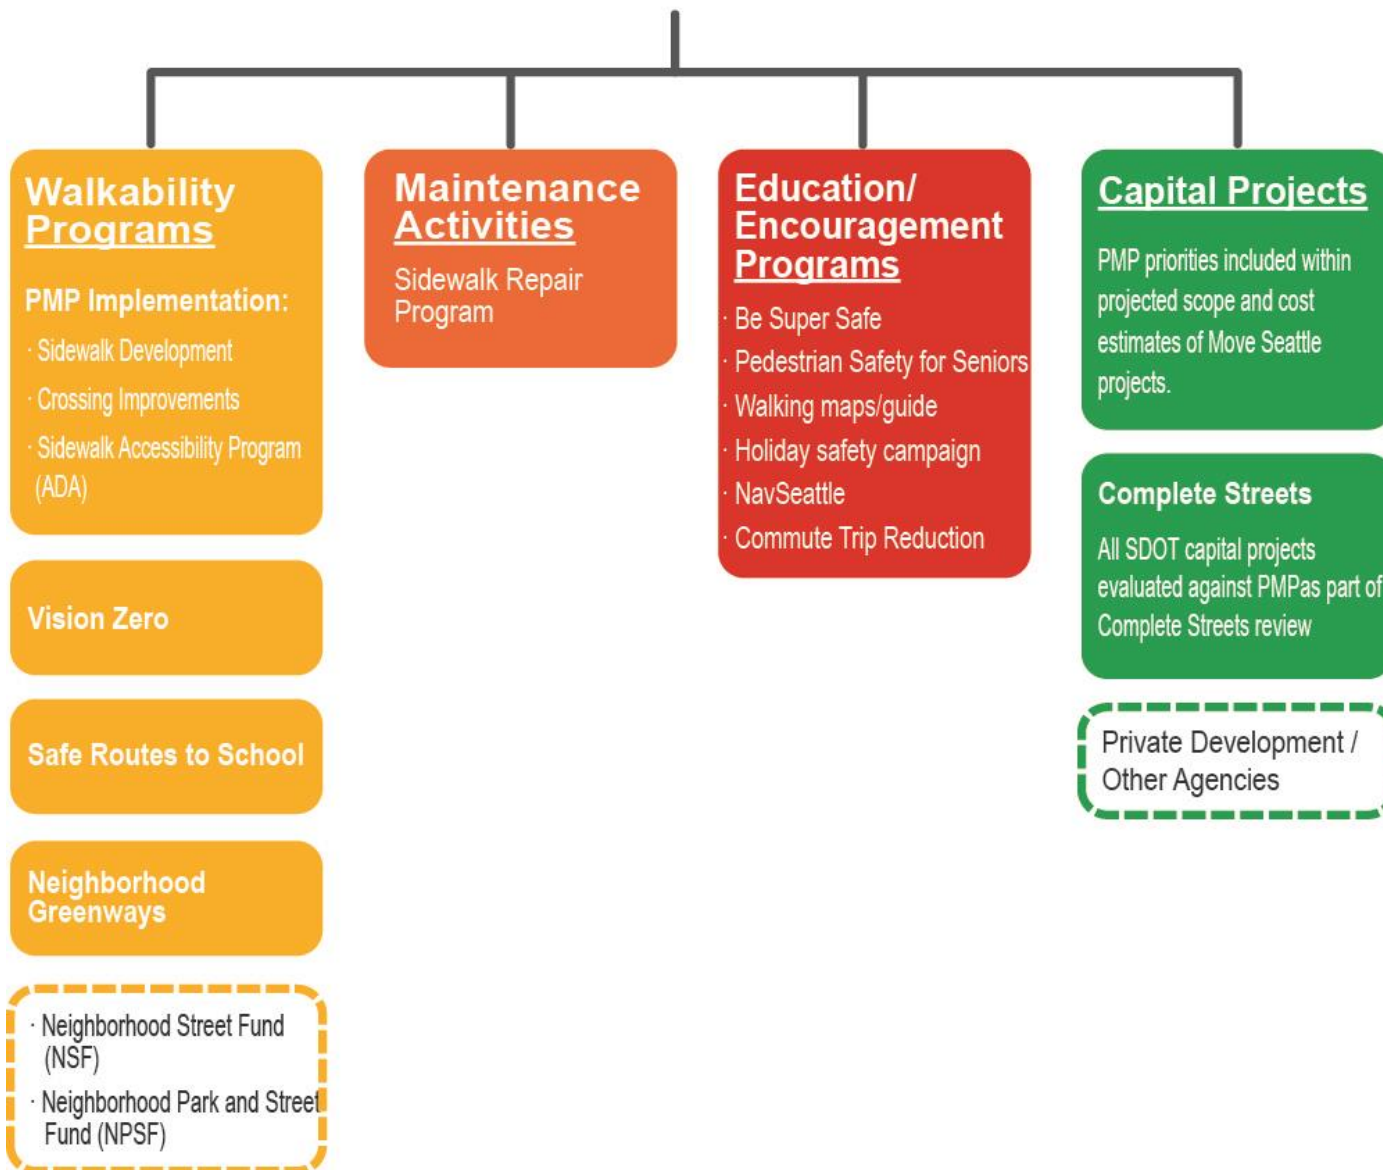 Walkability
Programs
PMP Implementation:
· Sidewalk Development
· Crossing Improvements
· Sidewalk Accessibility Program
(ADA)
Vision Zero
Safe Routes to School
Neighborhood
Greenways
· Neighborhood Street Fund
(NSF)
· Neighborhood Park and Street
Fund (NPSF)
Maintenance
Activities
Sidewalk Repair
Program
Education/
Encouragement
Programs
· Be Super Safe
· Pedestrian Safety for Seniors
· Walking maps/guide
· Holiday safety campaign
· NavSeattle
· Commute Trip Reduction
Capital Projects
PMP priorities included within
projected scope and cost
estimates of Move Seattle
projects.
Complete Streets
All SDOT capital projects
evaluated against PMPas part of
Complete Streets review
Private Development /
Other Agencies